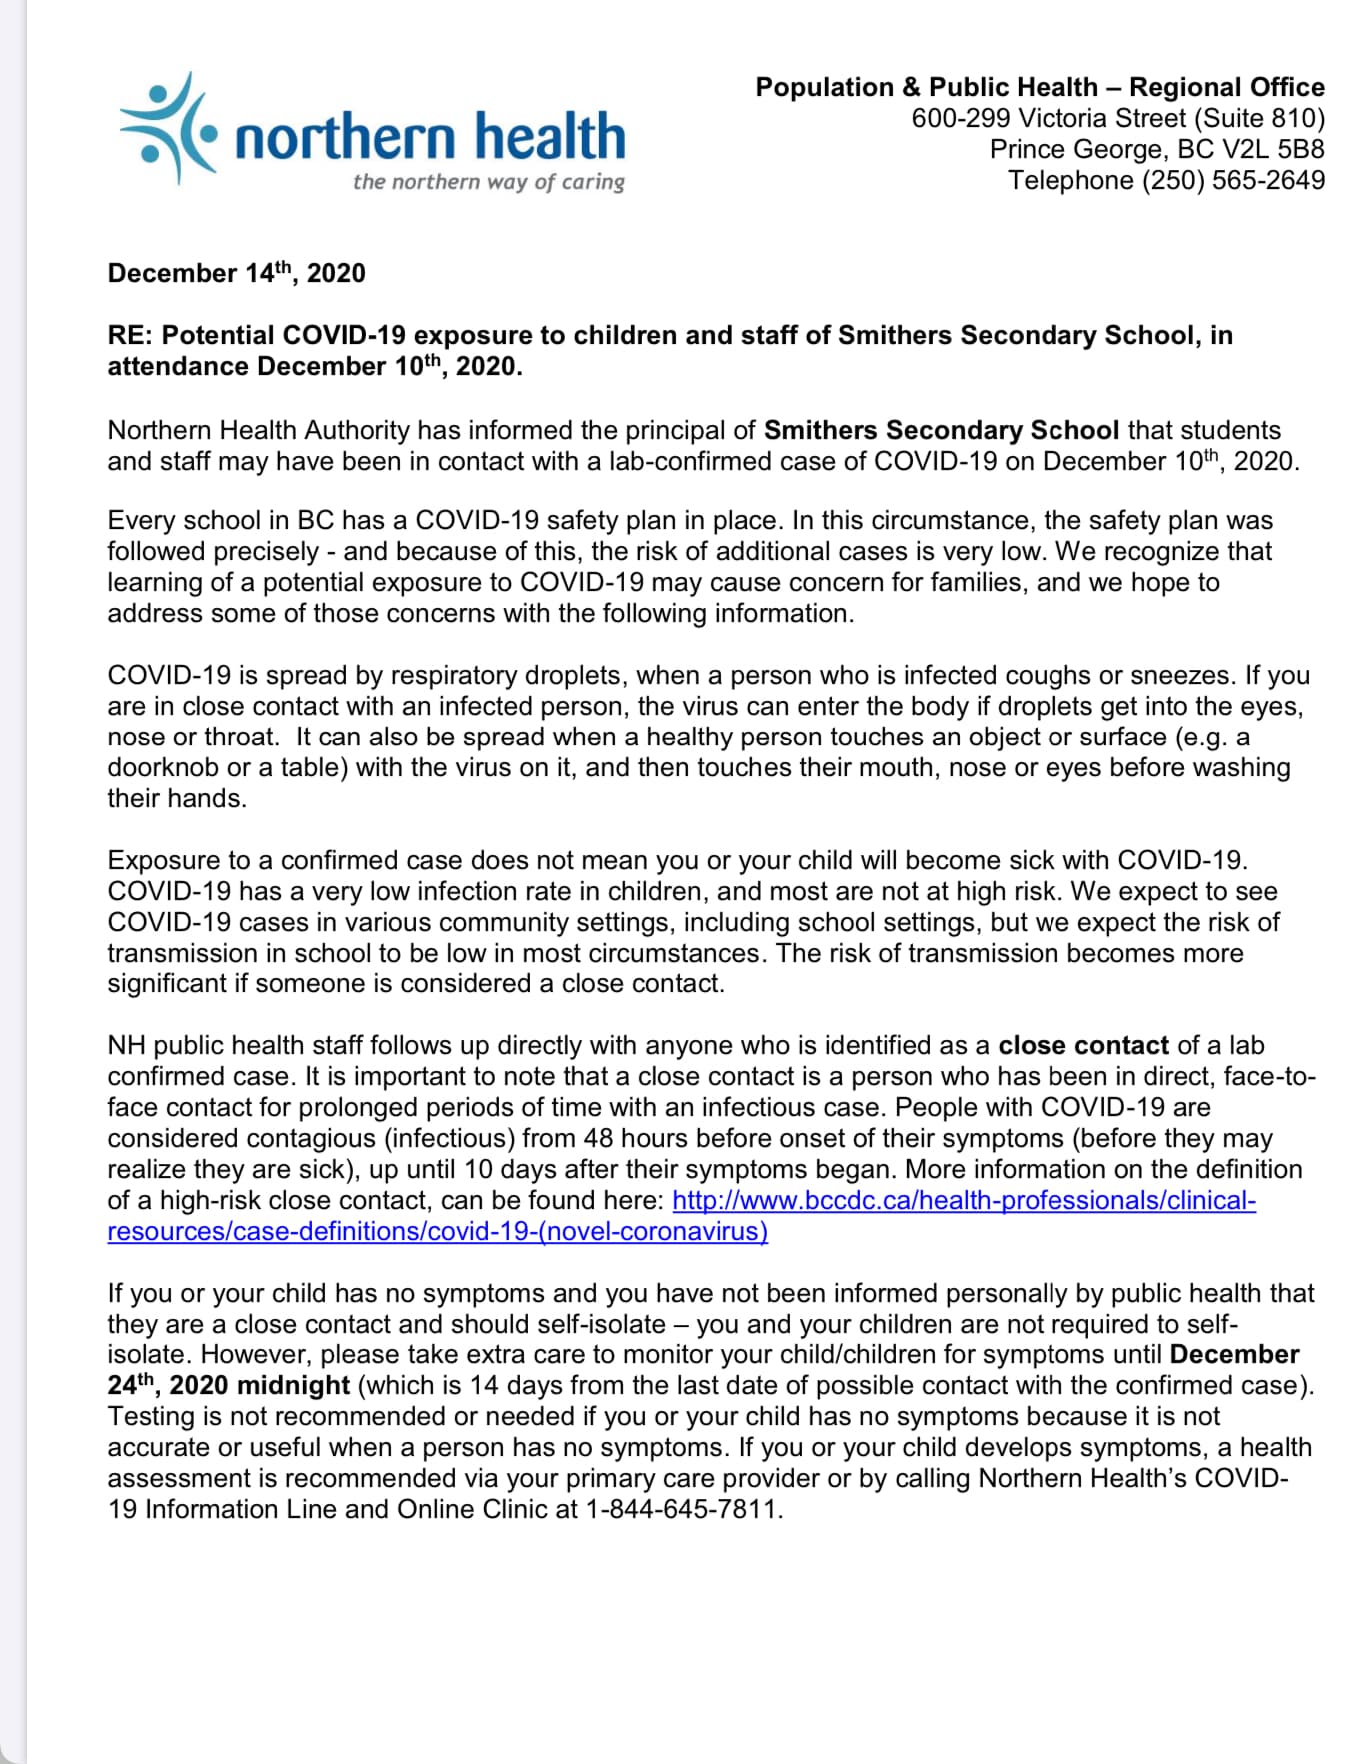 northern health
the northern way of caring
Population & Public Health – Regional Office
600-299 Victoria Street (Suite 810)
Prince George, BC V2L 5B8
Telephone (250) 565-2649
December 14th, 2020
RE: Potential COVID-19 exposure to children and staff of Smithers Secondary School, in
attendance December 10th, 2020.
Northern Health Authority has informed the principal of Smithers Secondary School that students
and staff may have been in contact with a lab-confirmed case of COVID-19 on December 10th, 2020.
Every school in BC has a COVID-19 safety plan in place. In this circumstance, the safety plan was
followed precisely - and because of this, the risk of additional cases is very low. We recognize that
learning of a potential exposure to COVID-19 may cause concern for families, and we hope to
address some of those concerns with the following information.
COVID-19 is spread by respiratory droplets, when a person who is infected coughs or sneezes. If you
are in close contact with an infected person, the virus can enter the body if droplets get into the eyes,
nose or throat.  It can also be spread when a healthy person touches an object or surface (e.g. a
doorknob or a table) with the virus on it, and then touches their mouth, nose or eyes before washing
their hands.
Exposure to a confirmed case does not mean you or your child will become sick with COVID-19.
COVID-19 has a very low infection rate in children, and most are not at high risk. We expect to see
COVID-19 cases in various community settings, including school settings, but we expect the risk of
transmission in school to be low in most circumstances. The risk of transmission becomes more
significant if someone is considered a close contact.
NH public health staff follows up directly with anyone who is identified as a close contact of a lab
confirmed case. It is important to note that a close contact is a person who has been in direct, face-to-
face contact for prolonged periods of time with an infectious case. People with COVID-19 are
considered contagious (infectious) from 48 hours before onset of their symptoms (before they may
realize they are sick), up until 10 days after their symptoms began. More information on the definition
of a high-risk close contact, can be found here: http://www.bccdc.ca/health-professionals/clinical-
resources/case-definitions/covid-19-(novel-coronavirus)
If you or your child has no symptoms and you have not been informed personally by public health that
they are a close contact and should self-isolate – you and your children are not required to self-
isolate. However, please take extra care to monitor your child/children for symptoms until December
24th, 2020 midnight (which is 14 days from the last date of possible contact with the confirmed case).
Testing is not recommended or needed if you or your child has no symptoms because it is not
accurate or useful when a person has no symptoms. If you or your child develops symptoms, a health
assessment is recommended via your primary care provider or by calling Northern Health’s COVID-
19 Information Line and Online Clinic at 1-844-645-7811.